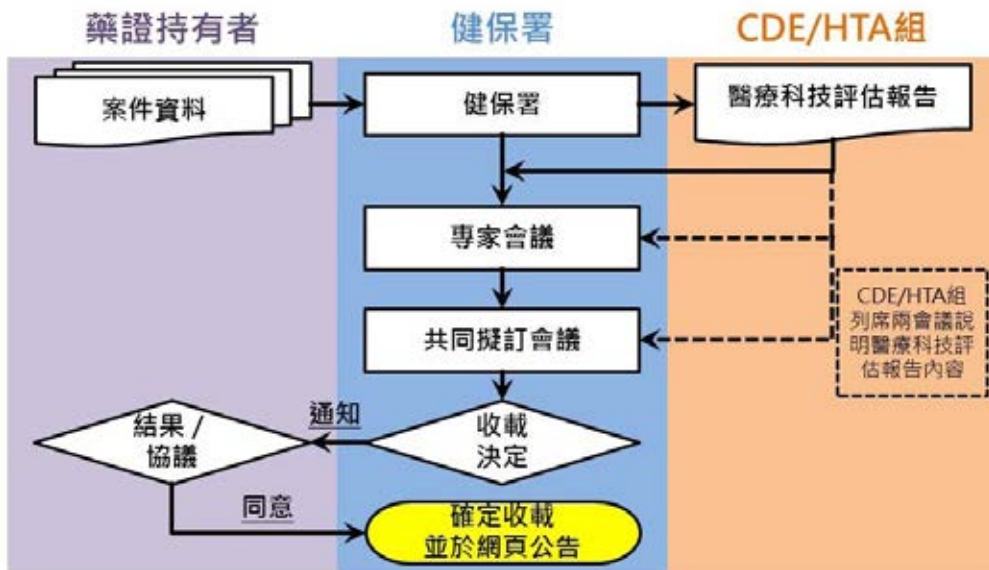 藥證持有者
健保署
CDE/HTA組
案件資料
健保署
醫療科技評估報告
專家會議
CDE/HTA組
列席兩會議說
明醫療科技評
估報告內容
共同擬訂會議
通知
結果 /
協議
收載
決定
同意
確定收載
並於網頁公告